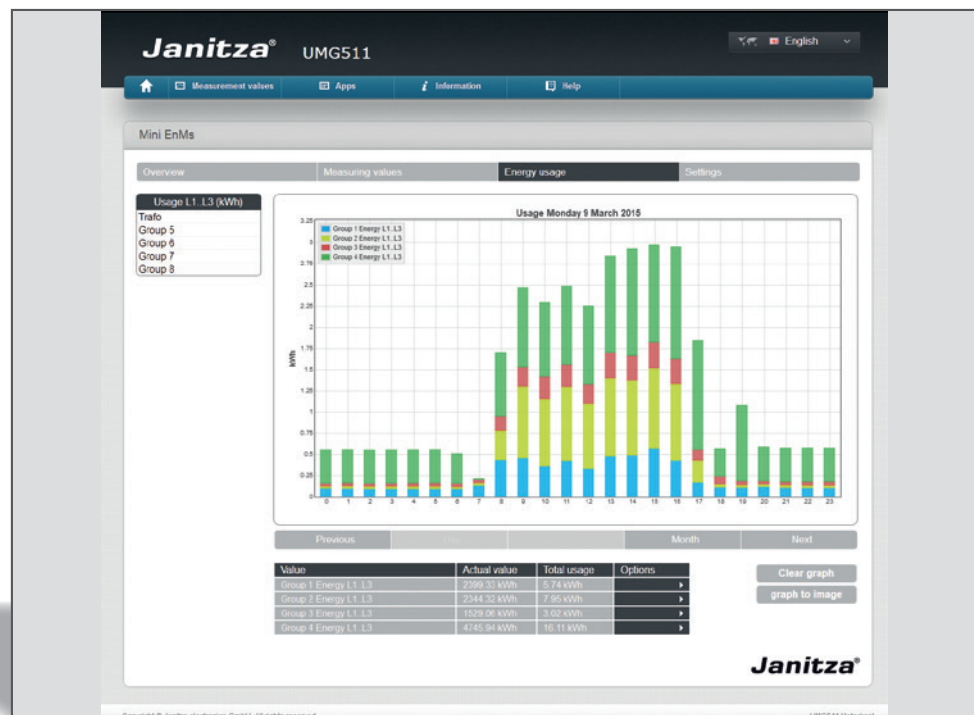 Janitza® UMG511
English
Measurement values Apps i Information Help
Mini EnMs
Overview Measuring values Energy usage Settings
Usage L1..L3 (kWh)
Trafo
Group 5
Group 6
Group 7
Group 8
Usage Monday 9 March 2015
Group 1 Energy L1..L3
Group 2 Energy L1..L3
Group 3 Energy L1..L3
Group 4 Energy L1..L3
3.25
3
2.75
2.5
2.25
2
1.75
1.5
1.25
1
0.75
0.5
0.25
0
kWh
0 1 2 3 4 5 6 7 8 9 10 11 12 13 14 15 16 17 18 19 20 21 22 23
Previous Month Next
Value Actual value Total usage Options
Group 1 Energy L1..L3 2399.33 kWh 5.74 kWh
Group 2 Energy L1..L3 2344.32 kWh 7.95 kWh
Group 3 Energy L1..L3 1529.06 kWh 3.02 kWh
Group 4 Energy L1..L3 4745.94 kWh 16.11 kWh
Clear graph
graph to image
Janitza®